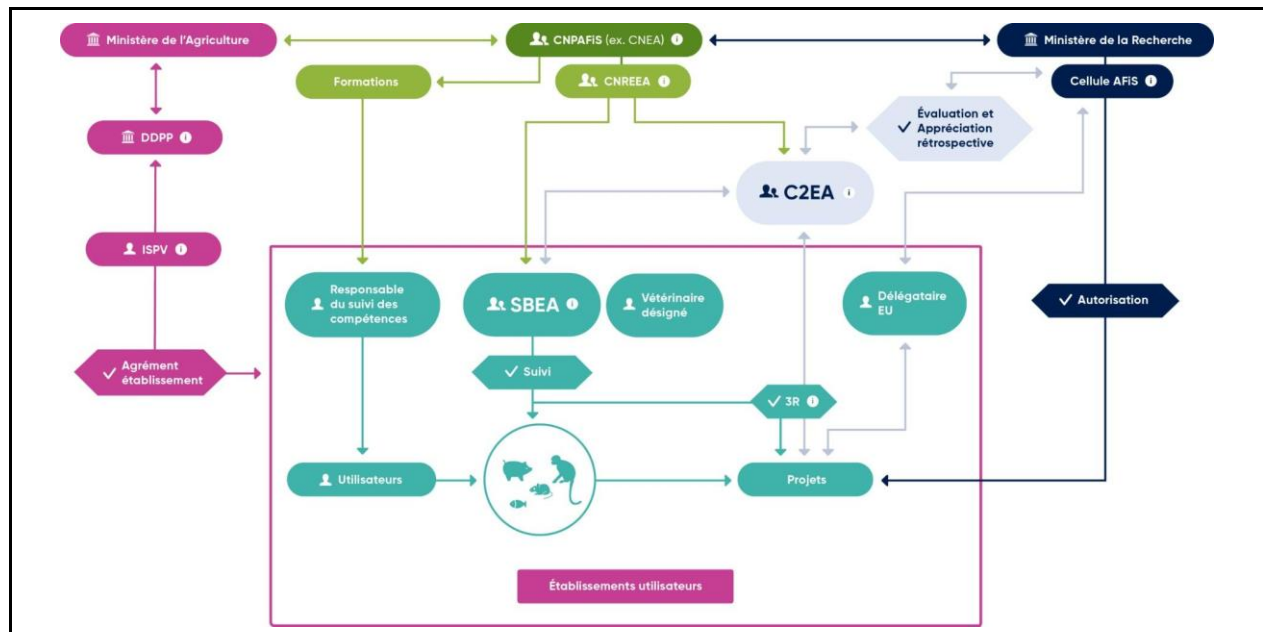 Ministère de l'Agriculture
CNPAFiS (ex. CNEA) i
Ministère de la Recherche
Formations
CNREEA i
Cellule AFiS i
Évaluation et
Appréciation
rétrospective
DDPP i
C2EA i
ISPV i
Responsable
du suivi des
compétences
SBEA i
Vétérinaire
désigné
Délégataire
EU
Autorisation
Agrément
établissement
Suivi
3R i
Utilisateurs
Projets
Établissements utilisateurs